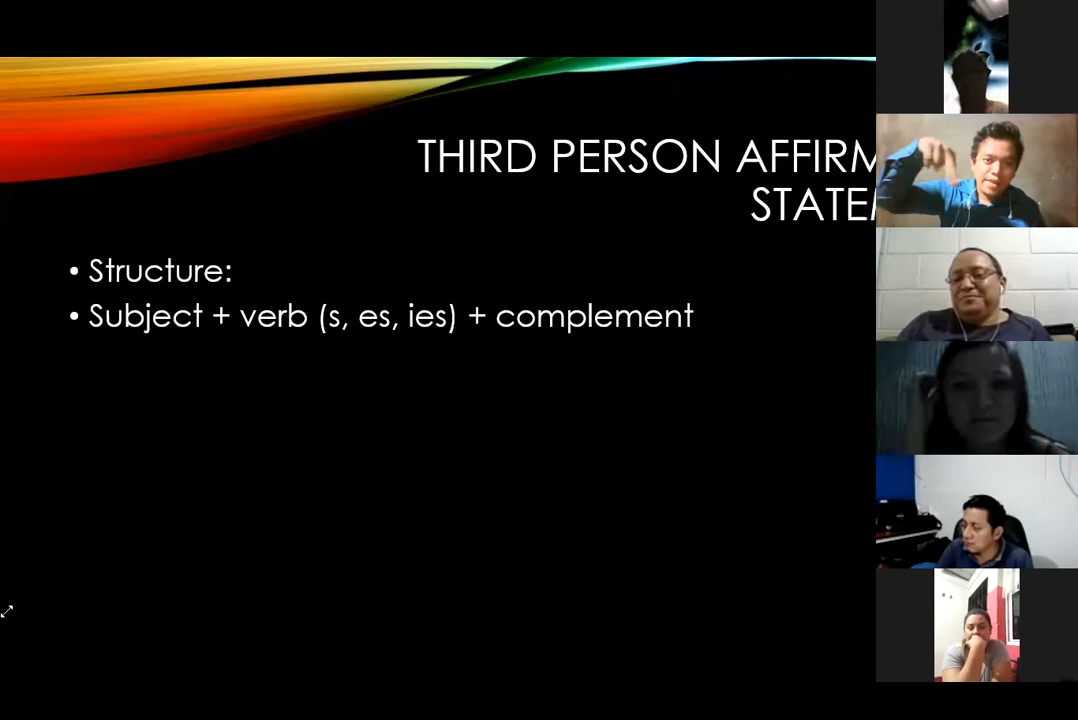 THIRD PERSON AFFIRM
STATE
• Structure:
• Subject + verb (s, es, ies) + complement